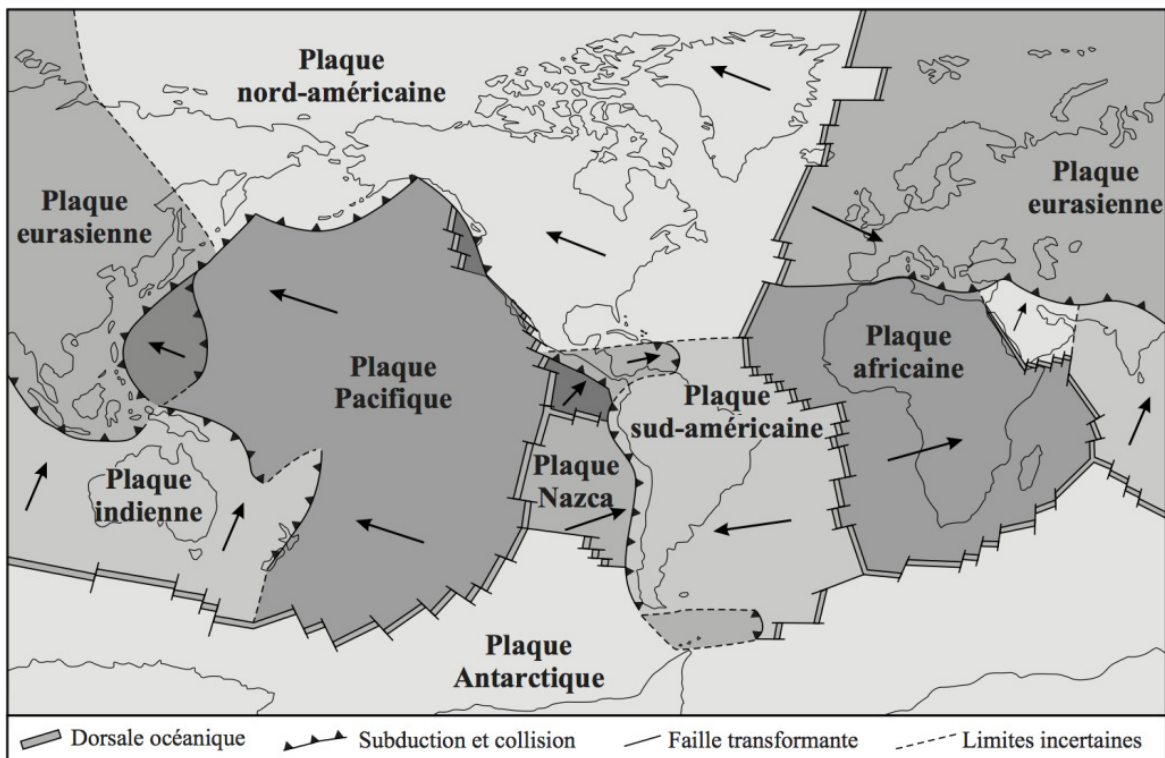 Plaque
nord-américaine
Plaque
eurasienne
Plaque
eurasienne
Plaque
Pacifique
Plaque
africaine
Plaque
sud-américaine
Plaque
Nazca
Plaque
indienne
Plaque
Antarctique
Dorsale océanique
Subduction et collision
Faille transformante
Limites incertaines